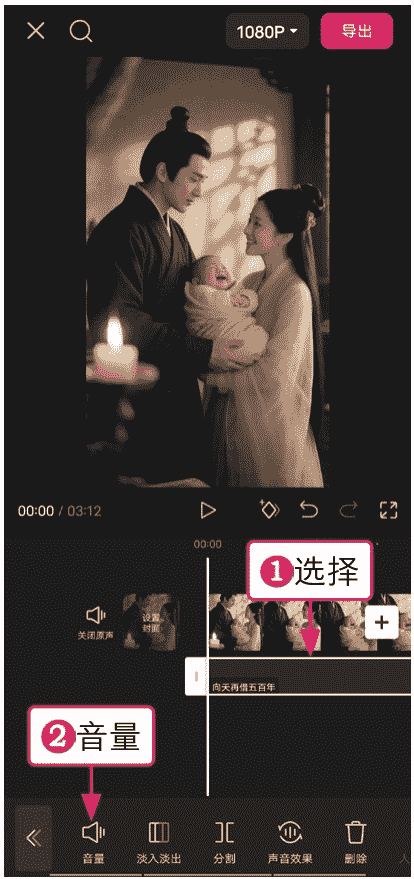 1080P
导出
00:00 / 03:12
00:00
❶选择
关闭原声
设置
封面
向天再借五百年
❷音量
音量
淡入淡出
分割
声音效果
删除
人